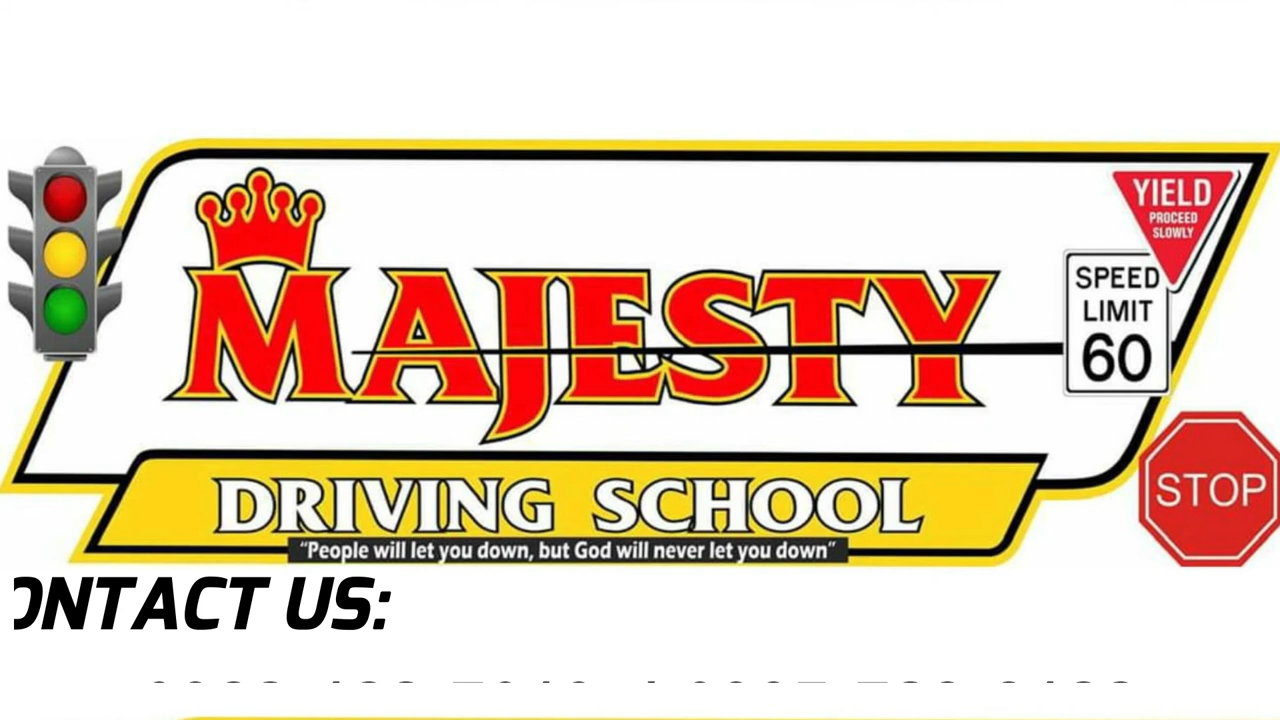 YIELD
PROCEED
SLOWLY
MAJESTY
SPEED
LIMIT
60
STOP
DRIVING SCHOOL
“People will let you down, but God will never let you down”
ONTACT US: